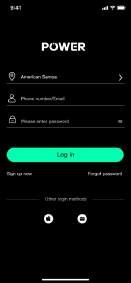 9:41
POWER
American Samoa
Phone number/Email
Please enter password
Log in
Sign up now Forgot password
Other login methods